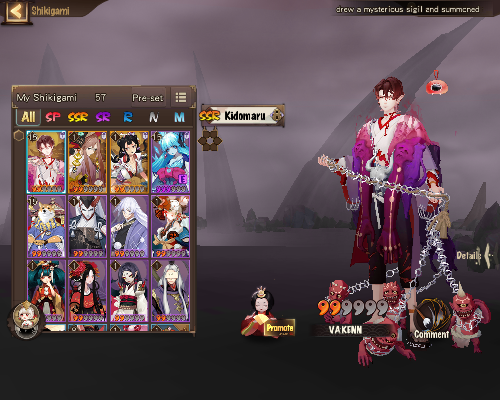 Shikigami
drew a mysterious sigil and summoned
My Shikigami 57 Pre-set
All SP SSR SR R N M
SSR Kidomaru
Details
Promote
VAKENN
Comment